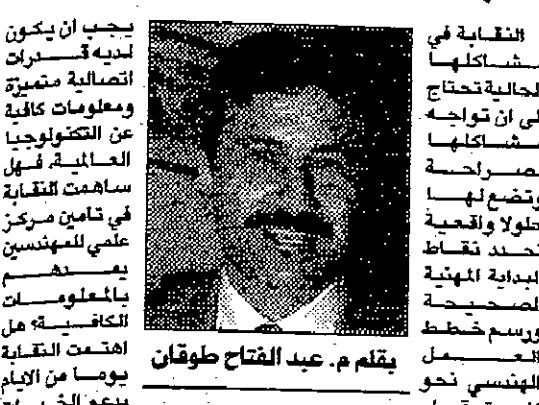 النقابة في
مشاكلها
الحالية تحتاج
الى ان تواجه
مشاكلها
بصراحة
وتضع لها
حلولا واقعية
تحدد نقاط
البداية المهنية
الصحيحة
ورسم خطط
العمل
الهندسي نحو
بقلم م. عبد الفتاح طوقان
يجب ان يكون
لديه قدرات
اتصالية متميزة
ومعلومات كافية
عن التكنولوجيا
العالمية، فهل
ساهمت النقابة
في تامين مركز
علمي للمهندسين
يمدهم
بالمعلومات
الكافية؟ هل
اهتمت النقابة
يوما من الايام